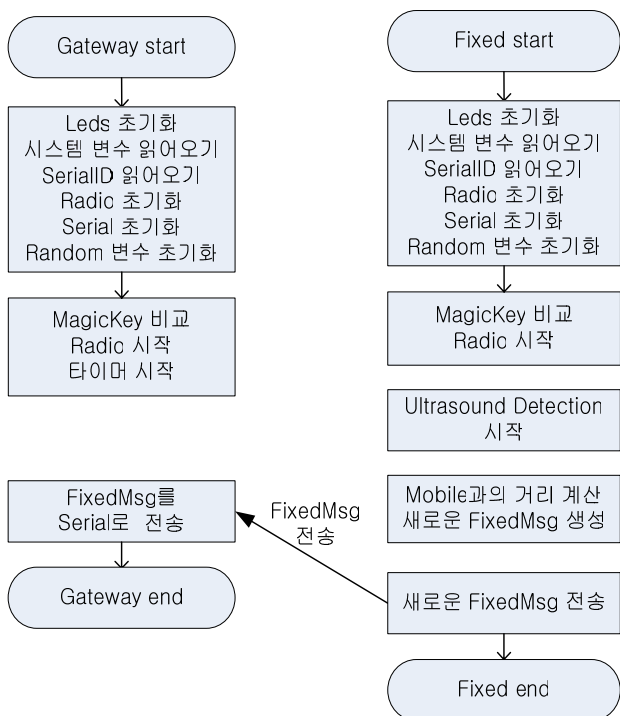 Gateway start
Leds 초기화
시스템 변수 읽어오기
SerialID 읽어오기
Radio 초기화
Serial 초기화
Random 변수 초기화
MagicKey 비교
Radio 시작
타이머 시작
FixedMsg를
Serial로 전송
Gateway end
FixedMsg
전송
Fixed start
Leds 초기화
시스템 변수 읽어오기
SerialID 읽어오기
Radio 초기화
Serial 초기화
Random 변수 초기화
MagicKey 비교
Radio 시작
Ultrasound Detection
시작
Mobile과의 거리 계산
새로운 FixedMsg 생성
새로운 FixedMsg 전송
Fixed end